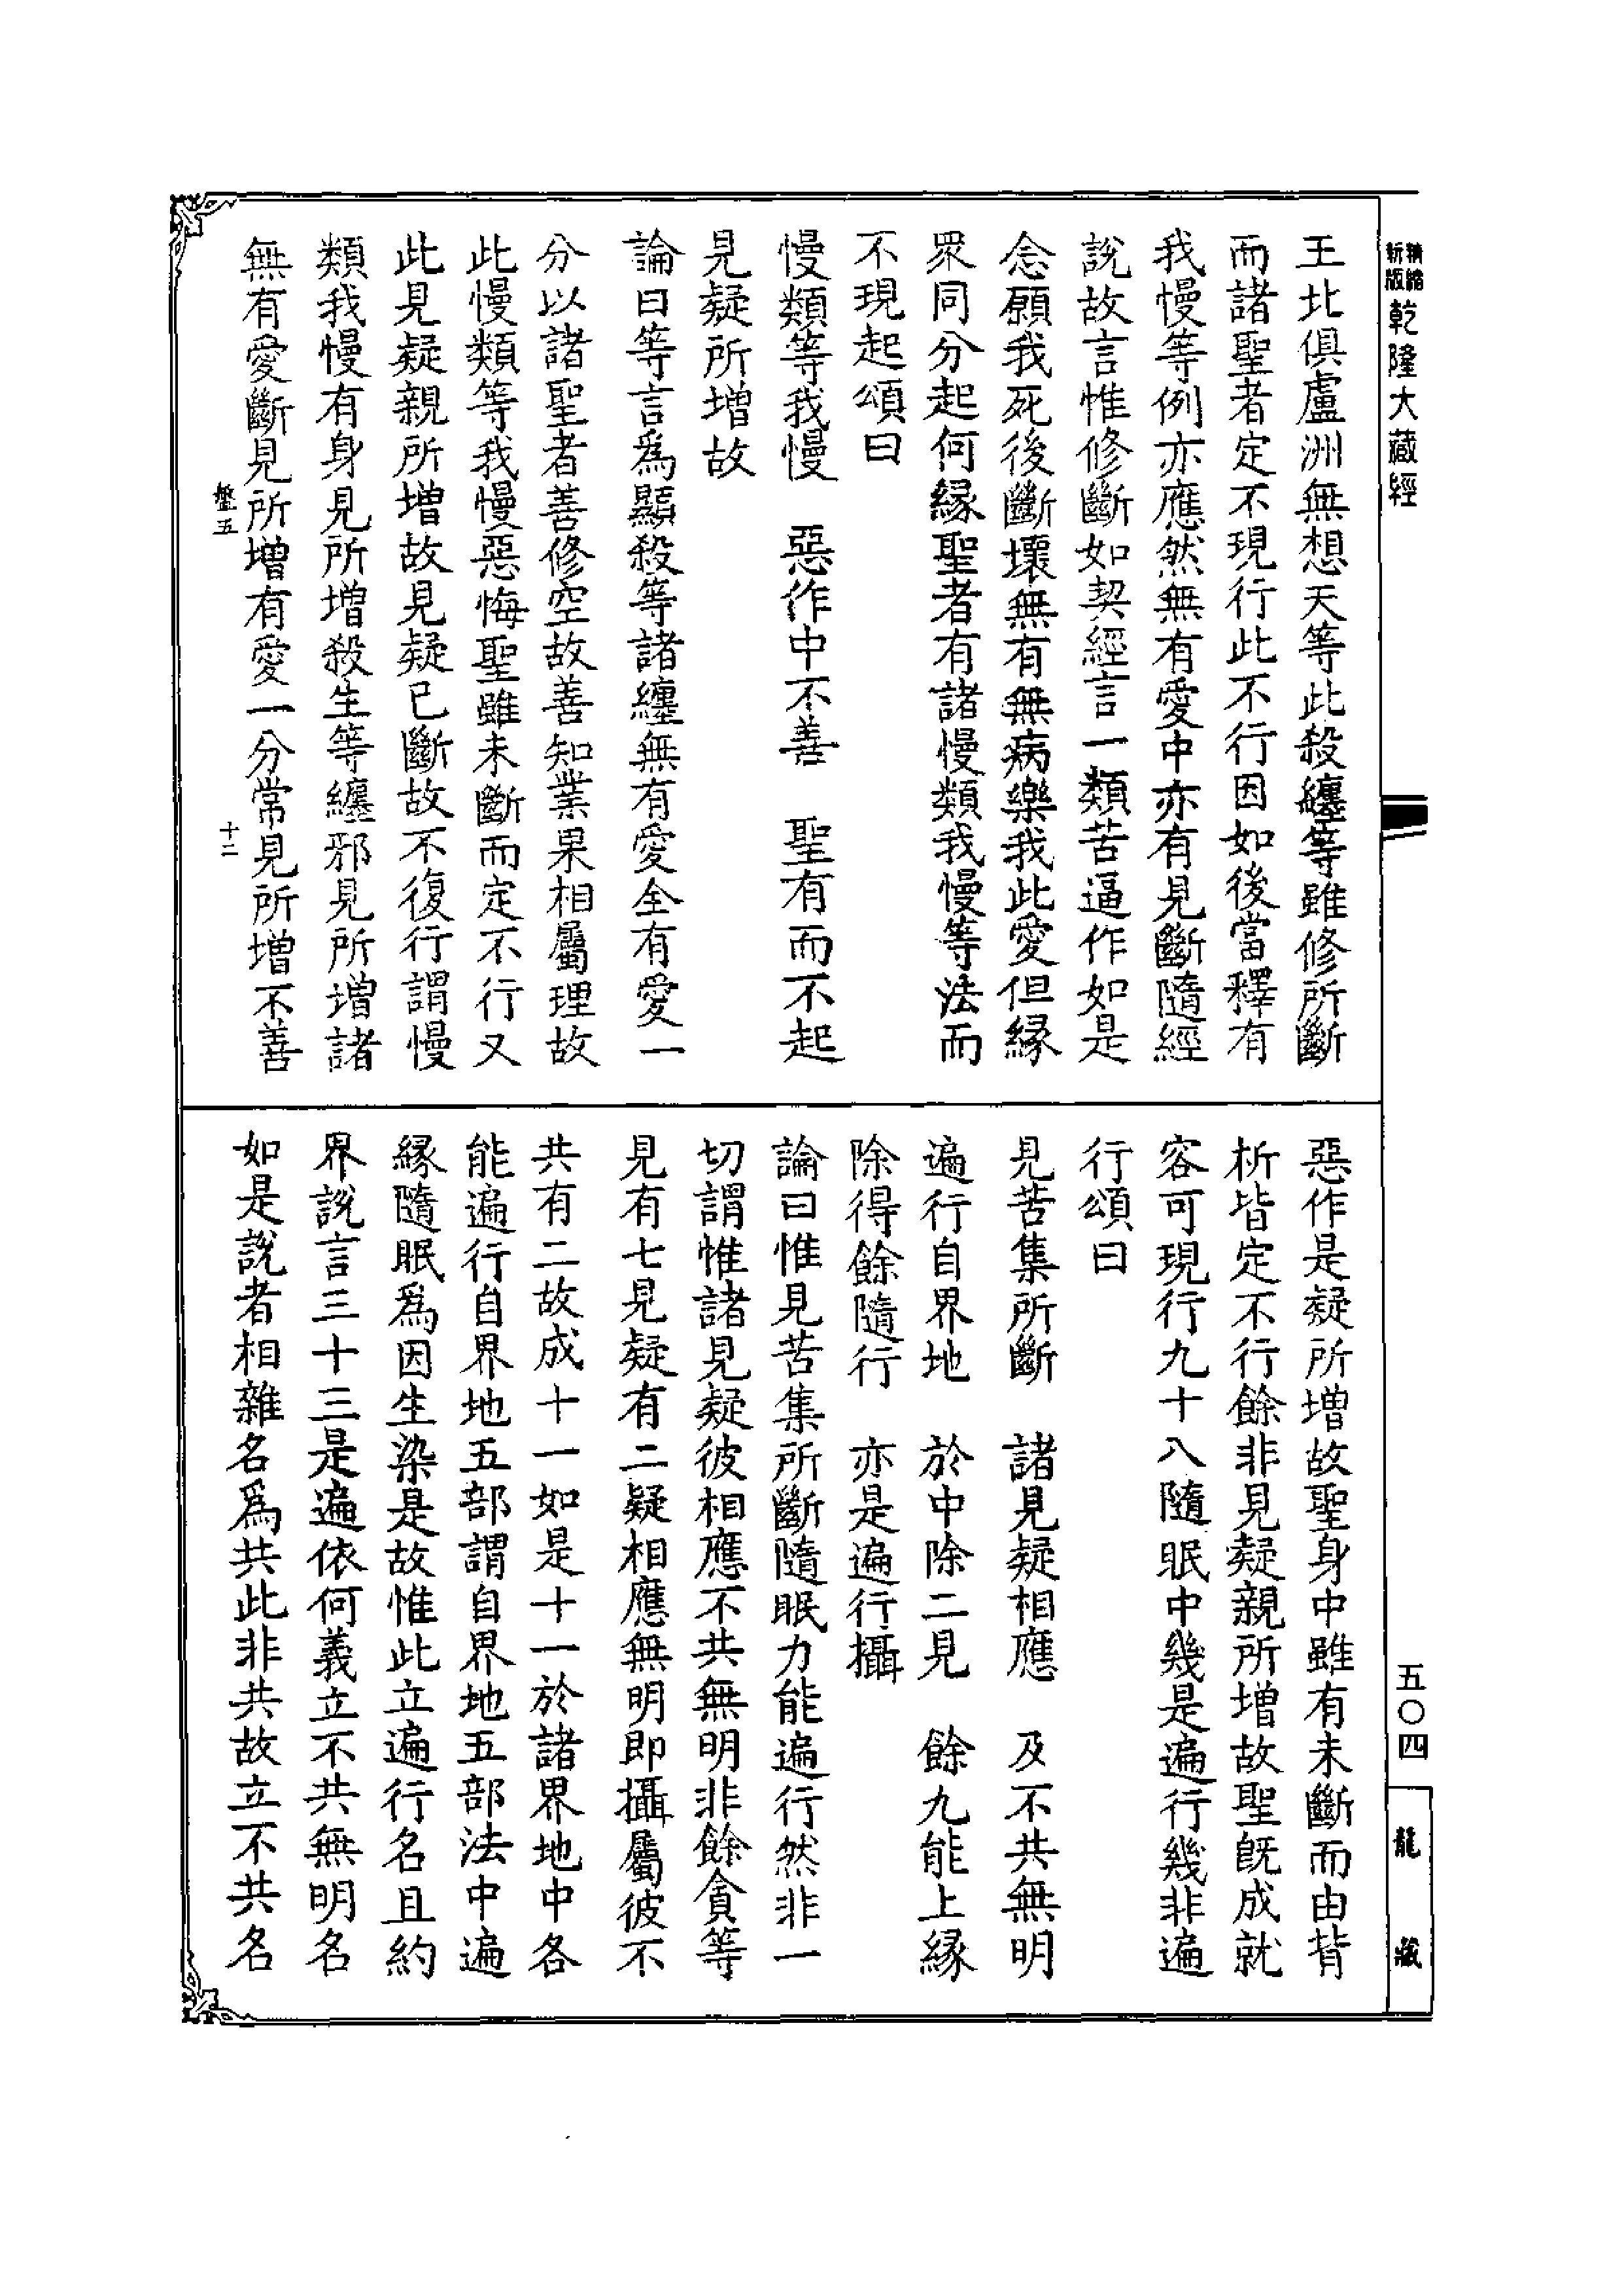 精縮新版乾隆大藏經
王北俱盧洲無想天等此殺纏等雖修所斷
而諸聖者定不現行此不行因如後當釋有
我慢等例亦應然無有愛中亦有見斷隨經
說故言惟修斷如契經言一類苦逼作如是
念願我死後斷壞無有無病樂我此愛但緣
眾同分起何緣聖者有諸慢類我慢等法而
不現起頌曰
慢類等我慢　惡作中不善　聖有而不起
見疑所增故
論曰等言為顯殺等諸纏無有愛全有愛一
分以諸聖者善修空故善知業果相屬理故
此慢類等我慢惡悔聖雖未斷而定不行又
此見疑親所增故見疑已斷故不復行謂慢
類我慢有身見所增殺生等纏邪見所增諸
無有愛斷見所增有愛一分常見所增不善
盤五
十二
惡作是疑所增故聖身中雖有未斷而由背
析皆定不行餘非見疑親所增故聖既成就
容可現行九十八隨眠中幾是遍行幾非遍
行頌曰
見苦集所斷　諸見疑相應　及不共無明
遍行自界地　於中除二見　餘九能上緣
除得餘隨行　亦是遍行攝
論曰惟見苦集所斷隨眠力能遍行然非一
切謂惟諸見疑彼相應不共無明非餘貪等
見有七見疑有二疑相應無明即攝屬彼不
共有二故成十一如是十一於諸界地中各
能遍行自界地五部謂自界地五部法中遍
緣隨眠為因生染是故惟此立遍行名且約
界說言三十三是遍依何義立不共無明名
如是說者相雜名為共此非共故立不共名
五〇四
龍藏